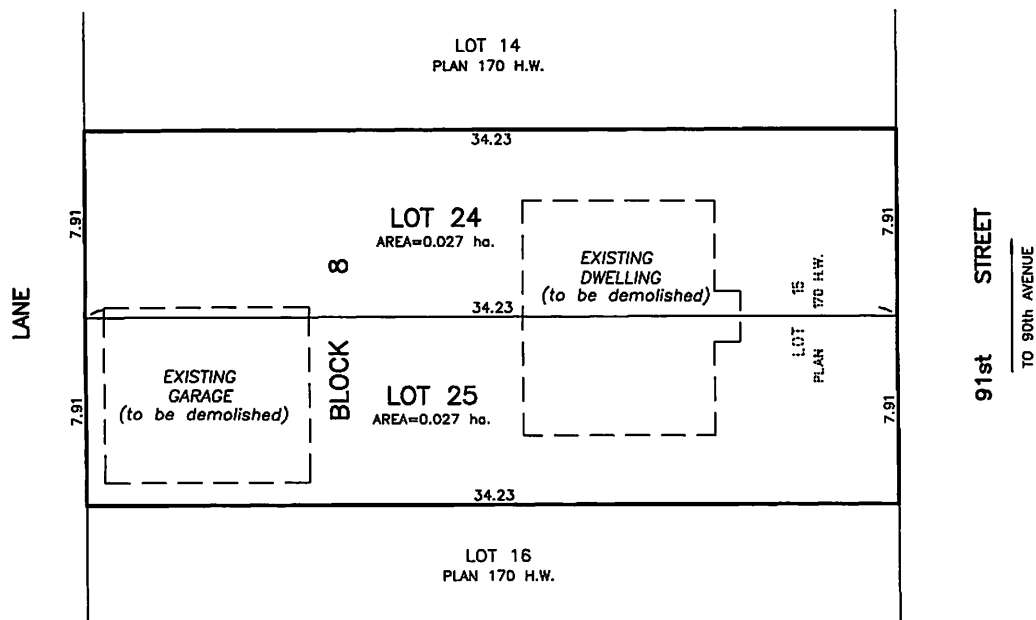 LOT 14
PLAN 170 H.W.
34.23
7.91
LOT 24
AREA=0.027 ha.
7.91
EXISTING
DWELLING
(to be demolished)
LANE
BLOCK 8
34.23
LOT 15
PLAN 170 H.W.
91st STREET
TO 90th AVENUE
EXISTING
GARAGE
(to be demolished)
7.91
LOT 25
AREA=0.027 ha.
7.91
34.23
LOT 16
PLAN 170 H.W.